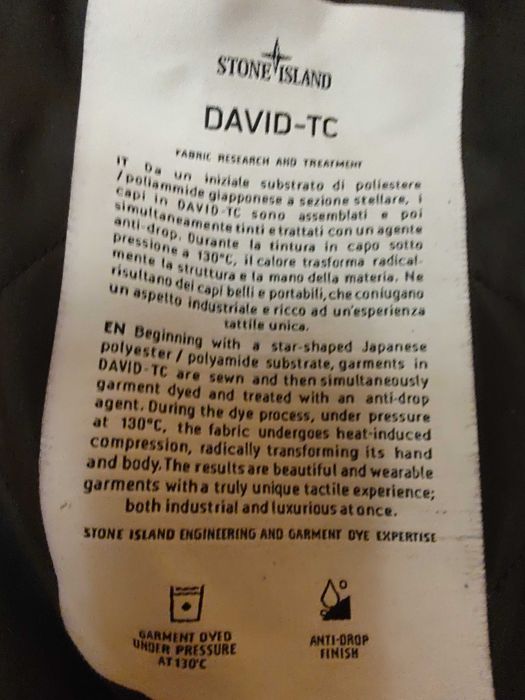 STONE ISLAND
DAVID-TC
FABRIC RESEARCH AND TREATMENT
IT Da un iniziale substrato di poliestere
/poliammide giapponese a sezione stellare, i
capi in DAVID-TC sono assemblati e poi
simultaneamente tinti e trattati con un agente
anti-drop. Durante la tintura in capo sotto
pressione a 130°C, il calore trasforma radical-
mente la struttura e la mano della materia. Ne
risultano dei capi belli e portabili, che coniugano
un aspetto industriale e ricco ad un'esperienza
tattile unica.
EN Beginning with a star-shaped Japanese
polyester / polyamide substrate, garments in
DAVID-TC are sewn and then simultaneously
garment dyed and treated with an anti-drop
agent. During the dye process, under pressure
at 130°C, the fabric undergoes heat-induced
compression, radically transforming its hand
and body. The results are beautiful and wearable
garments with a truly unique tactile experience;
both industrial and luxurious at once.
STONE ISLAND ENGINEERING AND GARMENT DYE EXPERTISE
GARMENT DYED
UNDER PRESSURE
AT 130°C
ANTI-DROP
FINISH